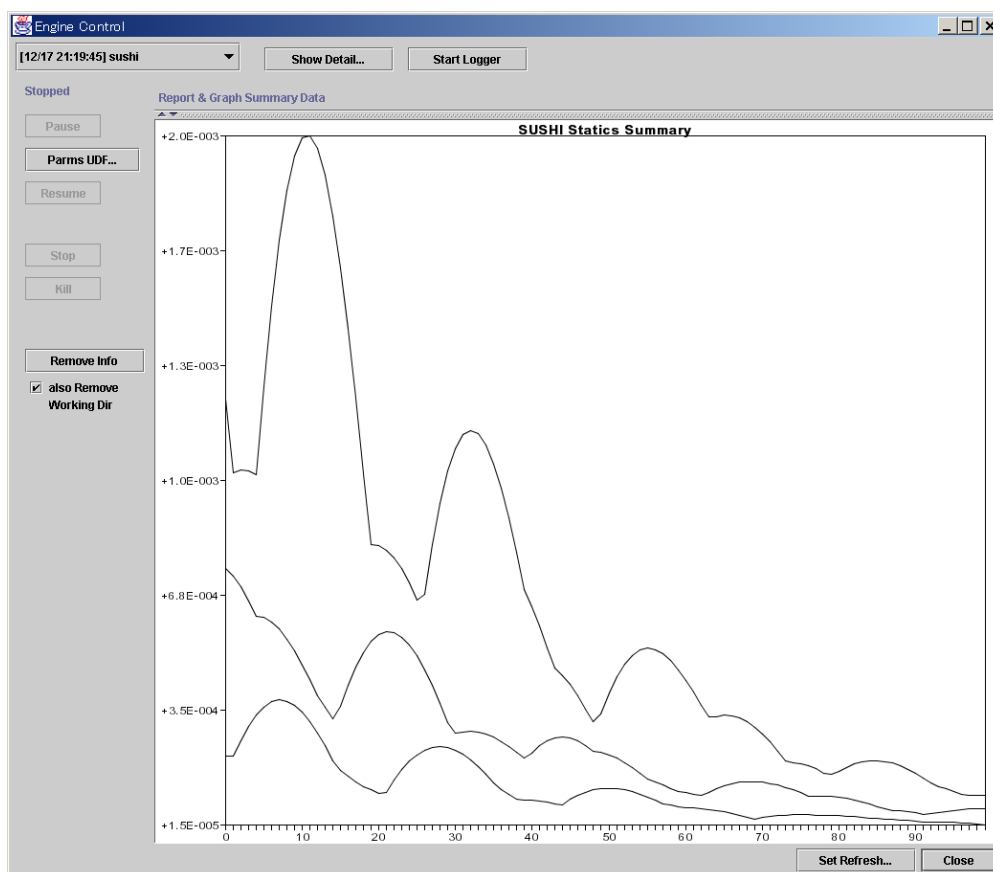 Engine Control
[12/17 21:19:45] sushi
Show Detail...
Start Logger
Stopped
Report & Graph Summary Data
Pause
Parms UDF...
Resume
Stop
Kill
Remove Info
also Remove
Working Dir
SUSHI Statics Summary
+2.0E-003
+1.7E-003
+1.3E-003
+1.0E-003
+6.8E-004
+3.5E-004
+1.5E-005
0 10 20 30 40 50 60 70 80 90
Set Refresh...
Close